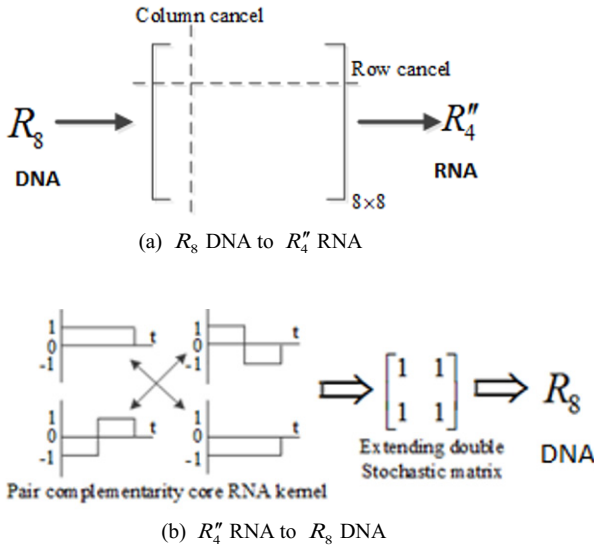 Column cancel
Row cancel
R₈
DNA
R₄″
RNA
8×8
(a) R₈ DNA to R₄″ RNA
1
0
-1
t
1
0
-1
t
1
0
-1
t
1
0
-1
t
Pair complementarity core RNA kernel
1 1
1 1
Extending double
Stochastic matrix
R₈
DNA
(b) R₄″ RNA to R₈ DNA